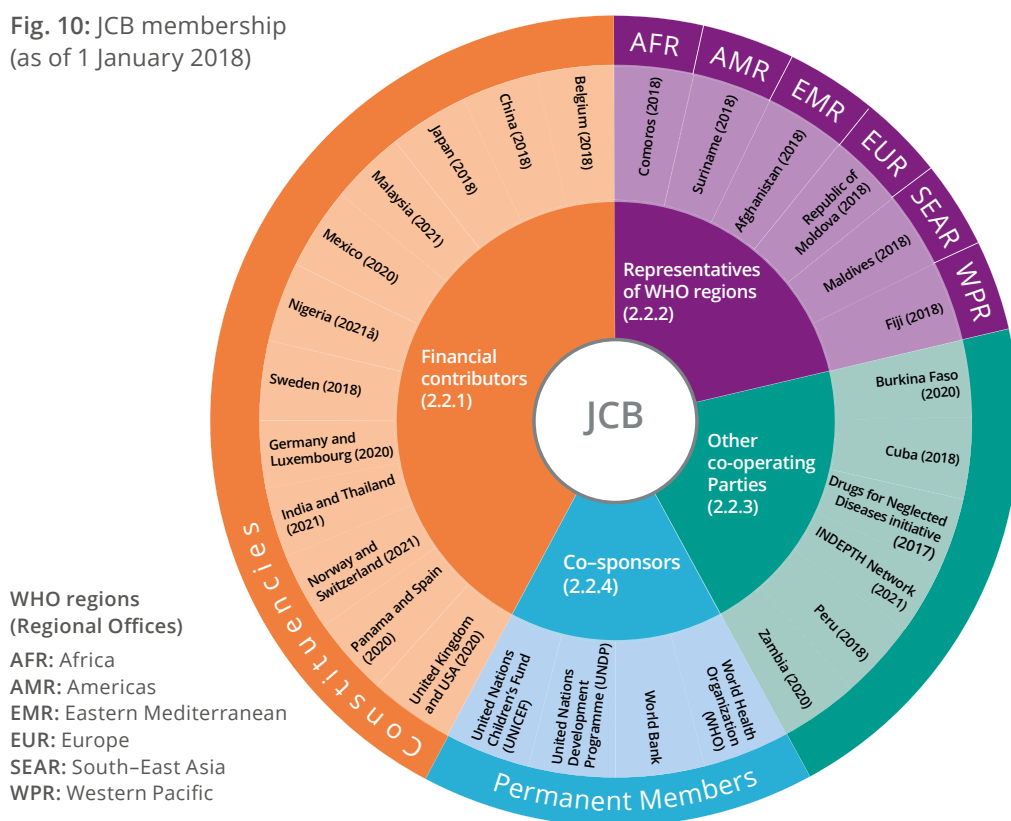 Fig. 10: JCB membership
(as of 1 January 2018)
AFR
AMR
EMR
EUR
SEAR
WPR
Comoros (2018)
Suriname (2018)
Afghanistan (2018)
Republic of
Moldova (2018)
Maldives (2018)
Fiji (2018)
Representatives
of WHO regions
(2.2.2)
Burkina Faso
(2020)
Cuba (2018)
Drugs for Neglected
Diseases initiative
(2017)
INDEPTH Network
(2021)
Peru (2018)
Zambia (2020)
Other
co-operating
Parties
(2.2.3)
World Health
Organization
(WHO)
World Bank
United Nations
Development
Programme (UNDP)
United Nations
Children's Fund
(UNICEF)
Co–sponsors
(2.2.4)
Permanent Members
United Kingdom
and USA (2020)
Panama and Spain
(2020)
Norway and
Switzerland (2021)
India and Thailand
(2021)
Germany and
Luxembourg (2020)
Constituencies
Sweden (2018)
Nigeria (2021å)
Mexico (2020)
Malaysia (2021)
Japan (2018)
China (2018)
Belgium (2018)
Financial
contributors
(2.2.1)
JCB
WHO regions
(Regional Offices)
AFR: Africa
AMR: Americas
EMR: Eastern Mediterranean
EUR: Europe
SEAR: South–East Asia
WPR: Western Pacific